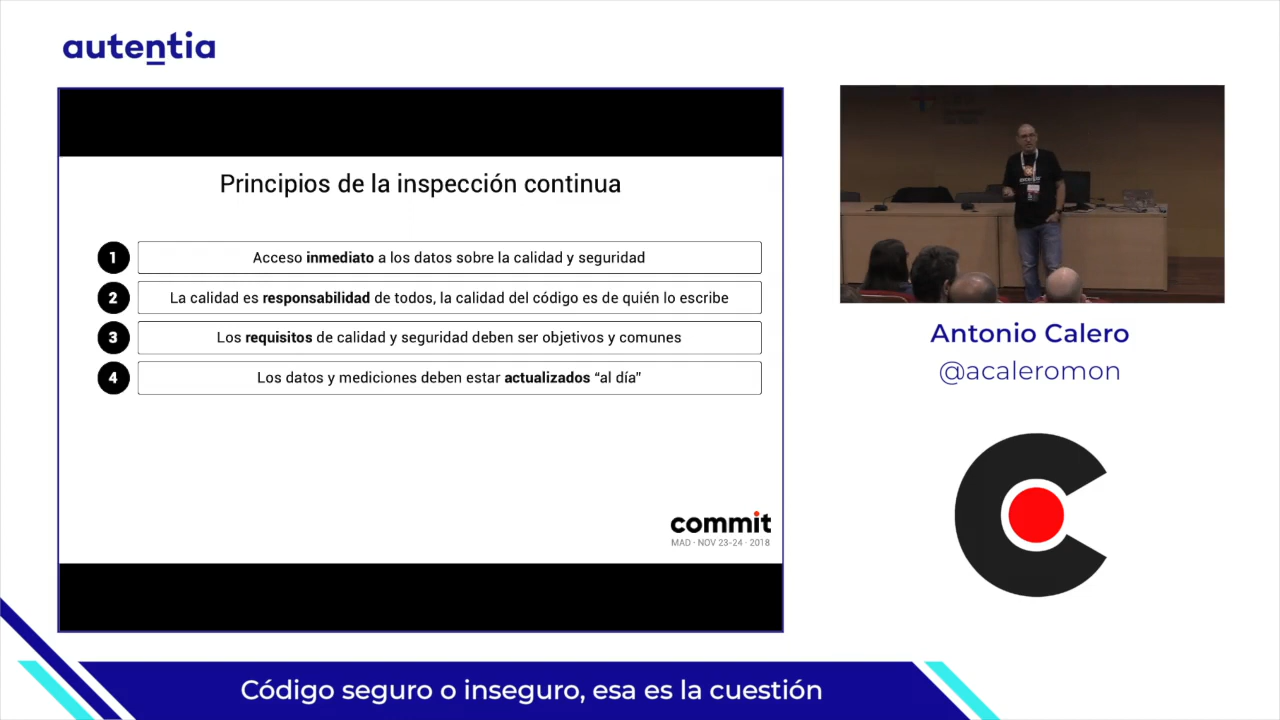 autentia
Principios de la inspección continua
1 Acceso inmediato a los datos sobre la calidad y seguridad
2 La calidad es responsabilidad de todos, la calidad del código es de quién lo escribe
3 Los requisitos de calidad y seguridad deben ser objetivos y comunes
4 Los datos y mediciones deben estar actualizados “al día”
commit
MAD · NOV 23-24 · 2018
Antonio Calero
@acaleromon
Código seguro o inseguro, esa es la cuestión